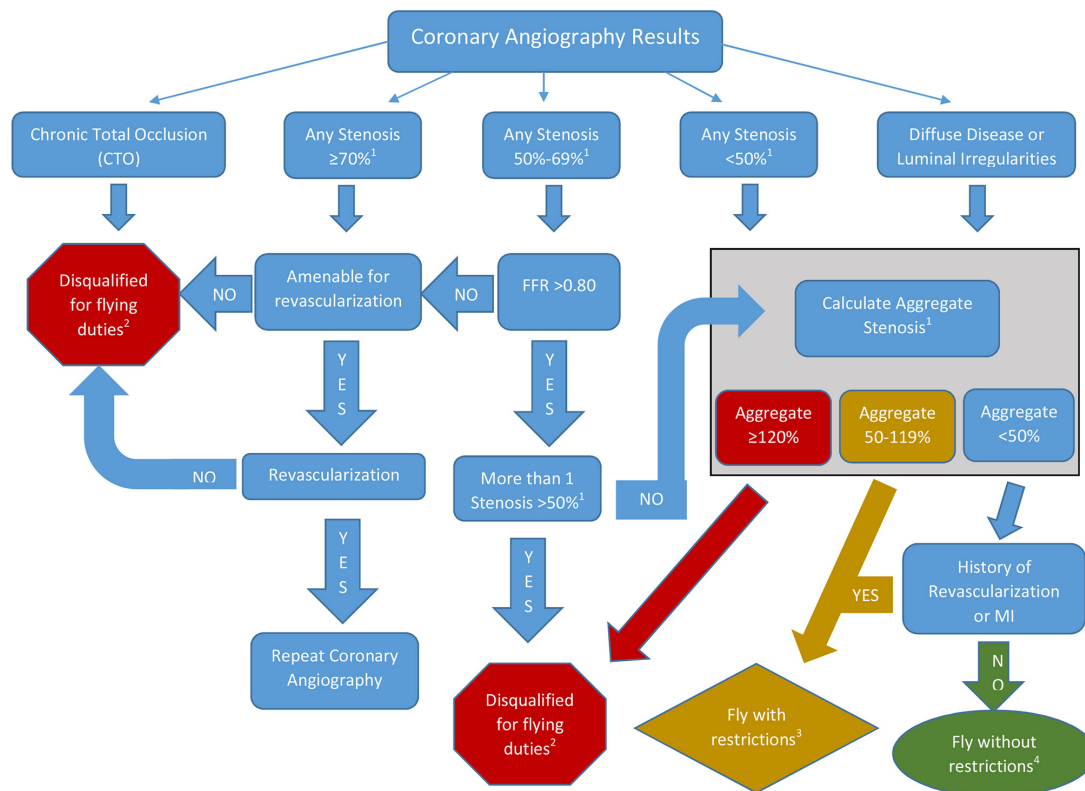 Coronary Angiography Results
Chronic Total Occlusion
(CTO)
Any Stenosis
≥70%1
Any Stenosis
50%-69%1
Any Stenosis
<50%1
Diffuse Disease or
Luminal Irregularities
Disqualified
for flying
duties2
NO
Amenable for
revascularization
NO
FFR >0.80
Calculate Aggregate
Stenosis1
YES
YES
Aggregate
≥120%
Aggregate
50-119%
Aggregate
<50%
NO
Revascularization
More than 1
Stenosis >50%1
NO
YES
YES
YES
History of
Revascularization
or MI
Repeat Coronary
Angiography
NO
Disqualified
for flying
duties2
Fly with
restrictions3
Fly without
restrictions4